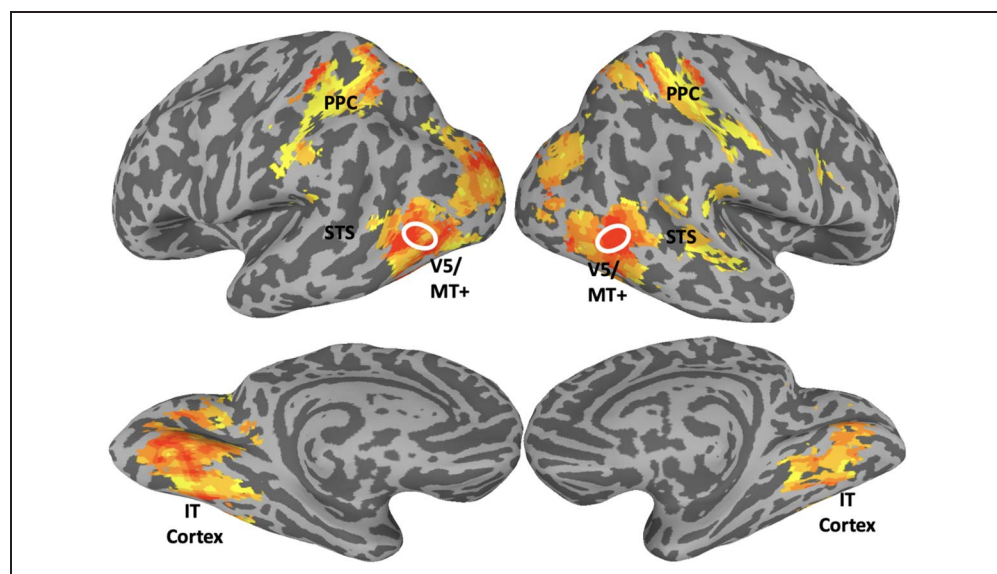 PPC
PPC
STS
STS
V5/
MT+
V5/
MT+
IT
Cortex
IT
Cortex